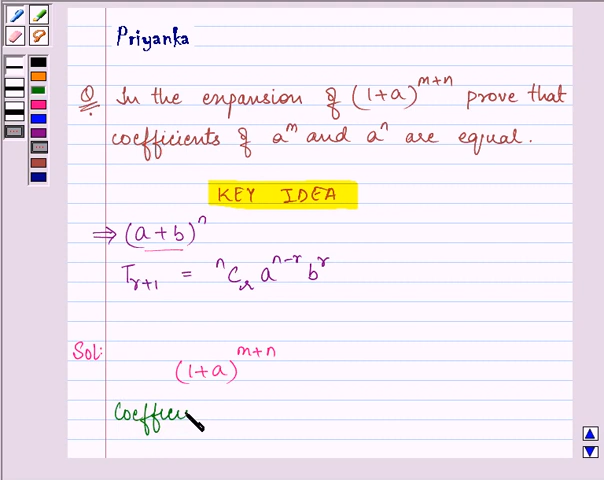 Priyanka
Q In the expansion of (1+a)^{m+n} prove that
coefficients of a^m and a^n are equal.
KEY IDEA
⇒ (a+b)^n
T_{r+1} = ^nC_r a^{n-r} b^r
Sol:
(1+a)^{m+n}
Coefficie